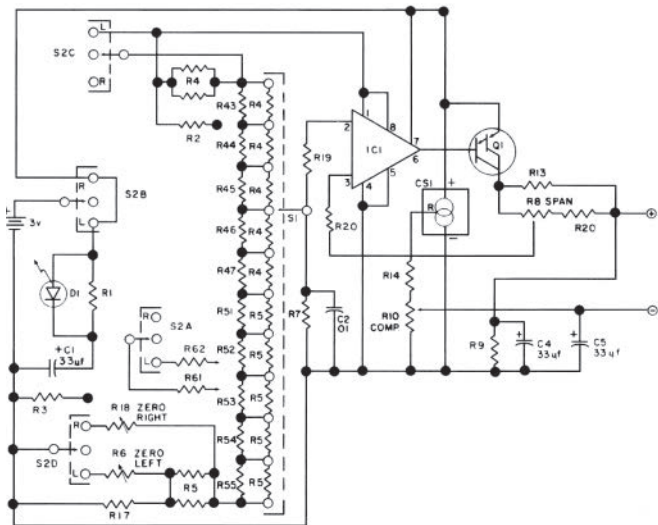 L
S2C
R
R4
R43
R4
R2
R44
R4
R45
R4
R46
R4
R47
R4
R51
R5
R52
R5
R53
R5
R54
R5
R55
R5
S1
R
S2B
L
+
3v
D1
R1
+C1
33uf
R3
R
S2A
L
R62
R61
R18 ZERO
RIGHT
R
R6 ZERO
LEFT
S2D
L
R5
R17
R19
2
3
IC1
1
8
7
6
5
4
R20
R7
C2
.01
CS1
+
R
-
R14
R10
COMP.
Q1
R13
R8 SPAN
R20
+
-
R9
+
C4
33uf
+
C5
33uf